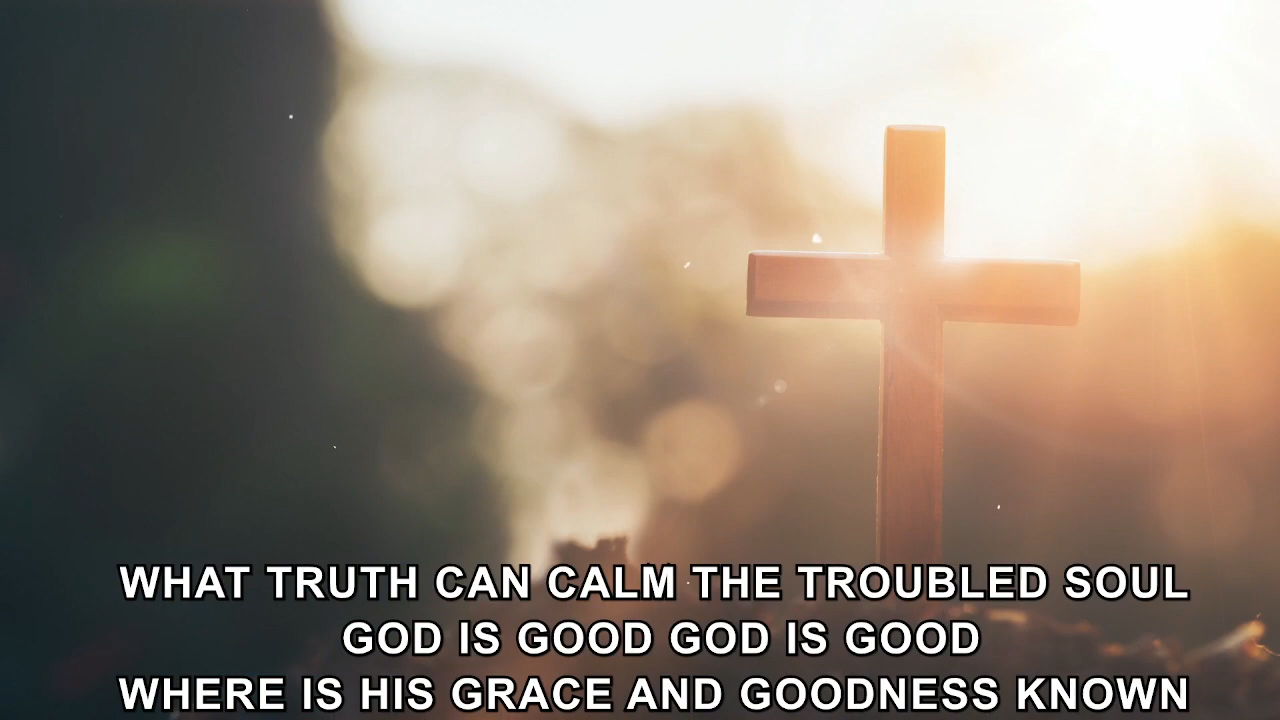 WHAT TRUTH CAN CALM THE TROUBLED SOUL
GOD IS GOOD GOD IS GOOD
WHERE IS HIS GRACE AND GOODNESS KNOWN